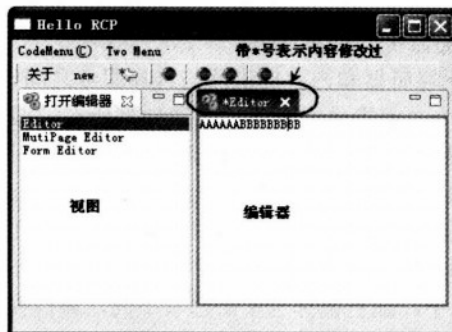 Hello RCP
CodeMenu(C) Two Menu 带*号表示内容修改过
关于 new
打开编辑器 *Editor
Editor
MutiPage Editor
Form Editor
AAAAAABBBBBBBBB
视图
编辑器